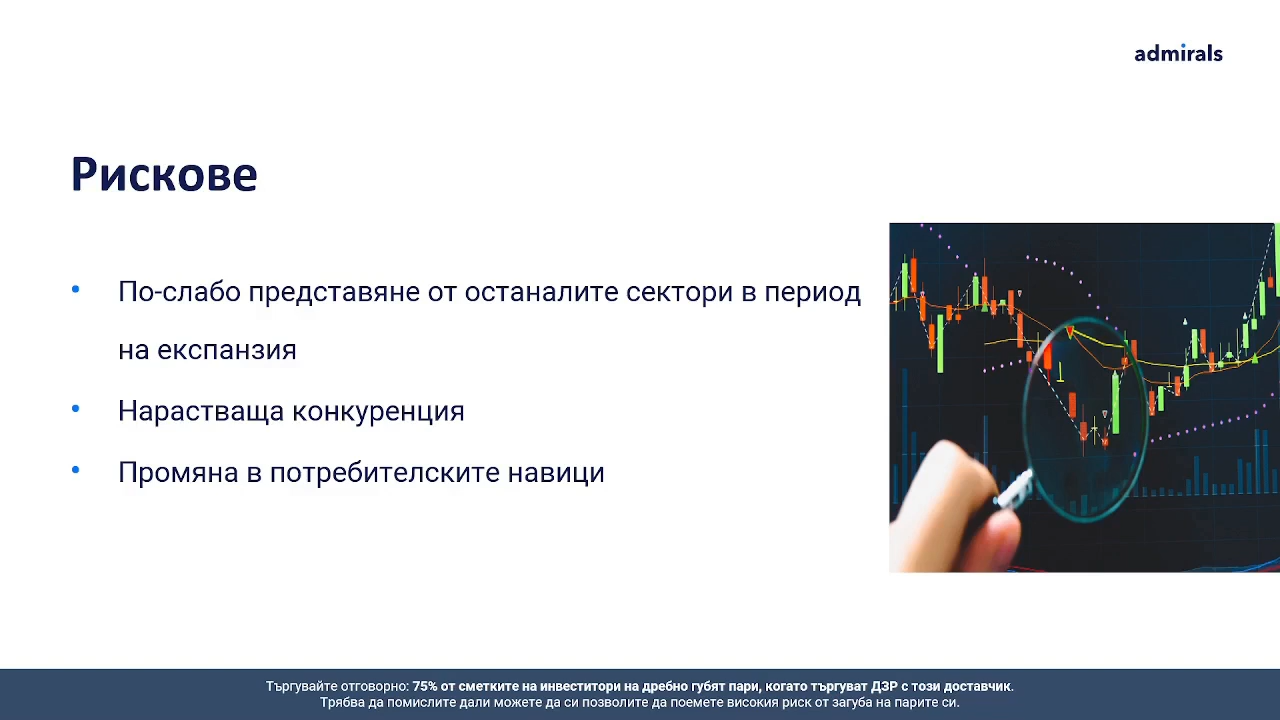 admirals
Рискове
По-слабо представяне от останалите сектори в период
на експанзия
Нарастваща конкуренция
Промяна в потребителските навици
Търгувайте отговорно: 75% от сметките на инвеститори на дребно губят пари, когато търгуват ДЗР с този доставчик.
Трябва да помислите дали можете да си позволите да поемете високия риск от загуба на парите си.